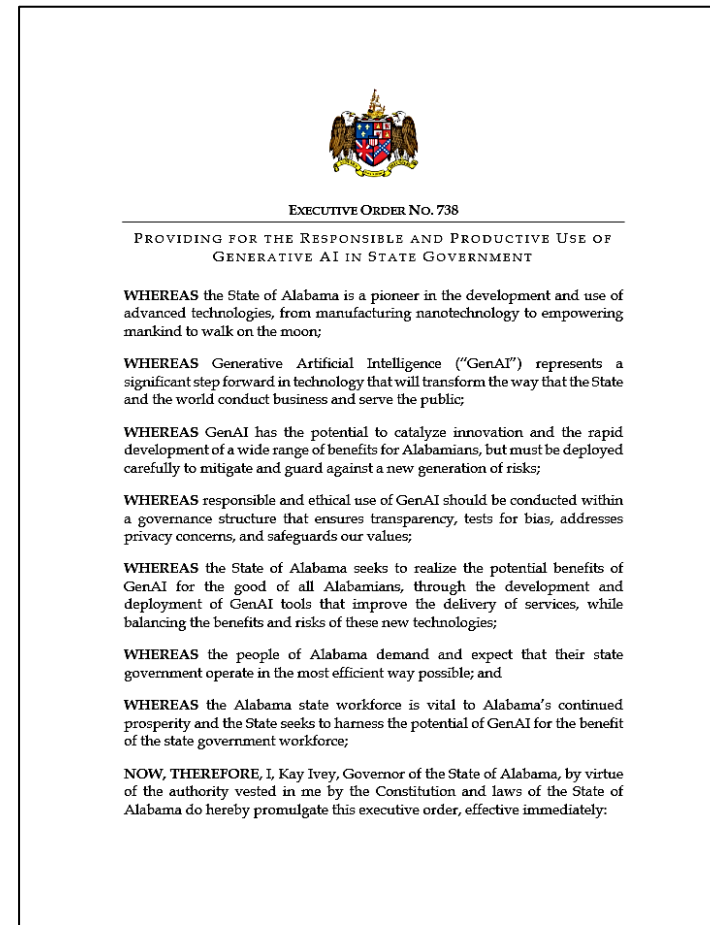 EXECUTIVE ORDER NO. 738
PROVIDING FOR THE RESPONSIBLE AND PRODUCTIVE USE OF
GENERATIVE AI IN STATE GOVERNMENT
WHEREAS the State of Alabama is a pioneer in the development and use of
advanced technologies, from manufacturing nanotechnology to empowering
mankind to walk on the moon;
WHEREAS Generative Artificial Intelligence ("GenAI") represents a
significant step forward in technology that will transform the way that the State
and the world conduct business and serve the public;
WHEREAS GenAI has the potential to catalyze innovation and the rapid
development of a wide range of benefits for Alabamians, but must be deployed
carefully to mitigate and guard against a new generation of risks;
WHEREAS responsible and ethical use of GenAI should be conducted within
a governance structure that ensures transparency, tests for bias, addresses
privacy concerns, and safeguards our values;
WHEREAS the State of Alabama seeks to realize the potential benefits of
GenAI for the good of all Alabamians, through the development and
deployment of GenAI tools that improve the delivery of services, while
balancing the benefits and risks of these new technologies;
WHEREAS the people of Alabama demand and expect that their state
government operate in the most efficient way possible; and
WHEREAS the Alabama state workforce is vital to Alabama's continued
prosperity and the State seeks to harness the potential of GenAI for the benefit
of the state government workforce;
NOW, THEREFORE, I, Kay Ivey, Governor of the State of Alabama, by virtue
of the authority vested in me by the Constitution and laws of the State of
Alabama do hereby promulgate this executive order, effective immediately: